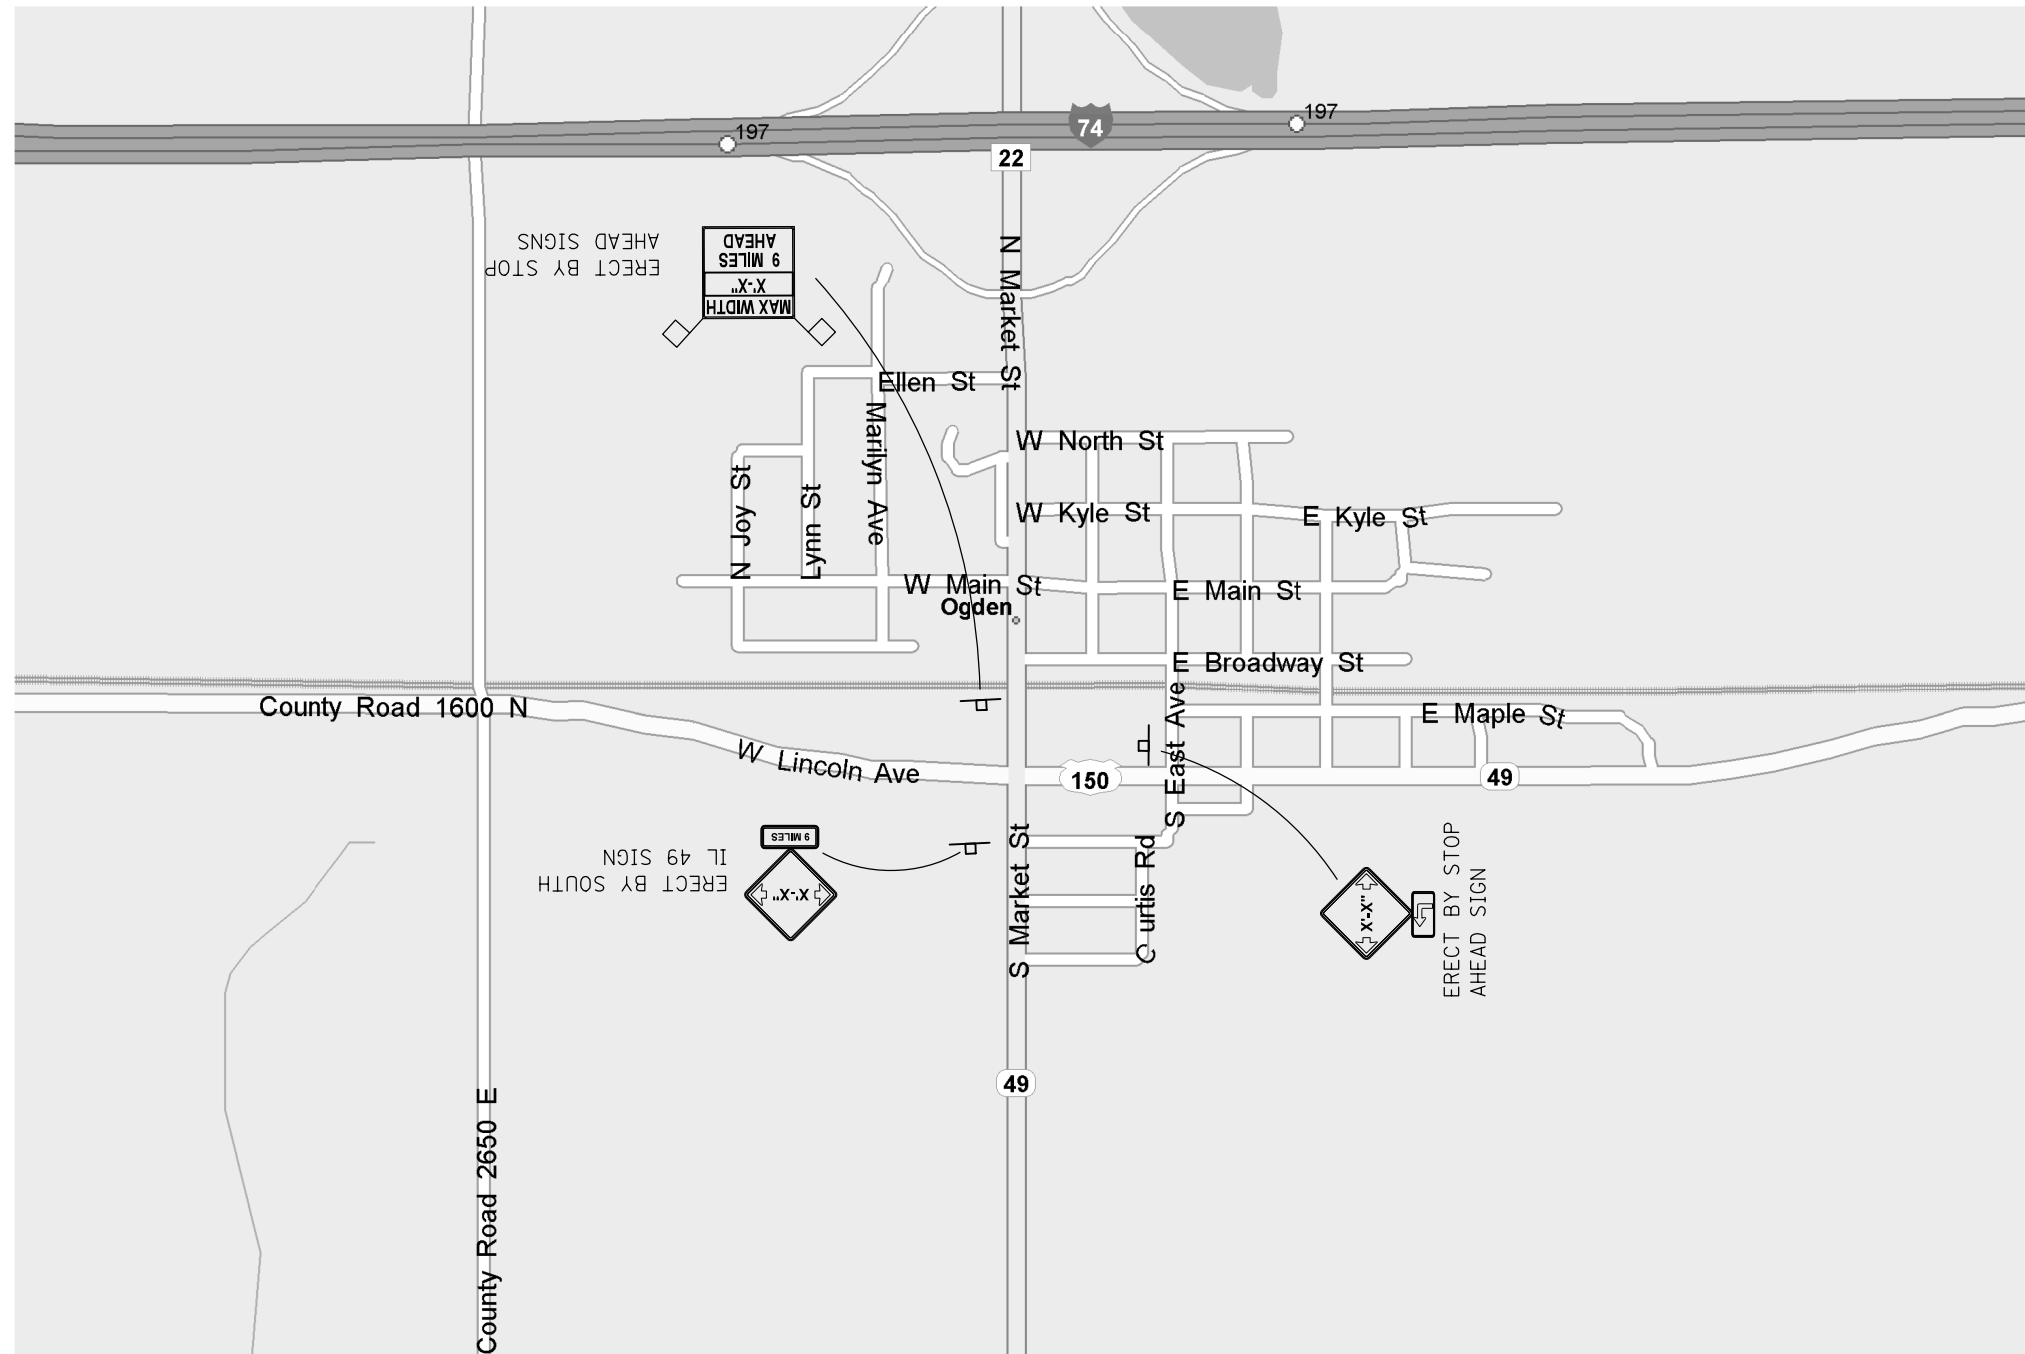 197
74
197
22
ERECT BY STOP
AHEAD SIGNS
MAX WIDTH
X'-X"
9 MILES
AHEAD
N Market St
Ellen St
Marilyn Ave
W North St
N Joy St
Lynn St
W Kyle St
E Kyle St
W Main St
E Main St
Ogden
E Broadway St
County Road 1600 N
E Maple St
W Lincoln Ave
150
S East Ave
49
ERECT BY SOUTH
IL 49 SIGN
X'-X"
9 MILES
S Market St
Curtis Rd
X'-X"
ERECT BY STOP
AHEAD SIGN
49
County Road 2650 E